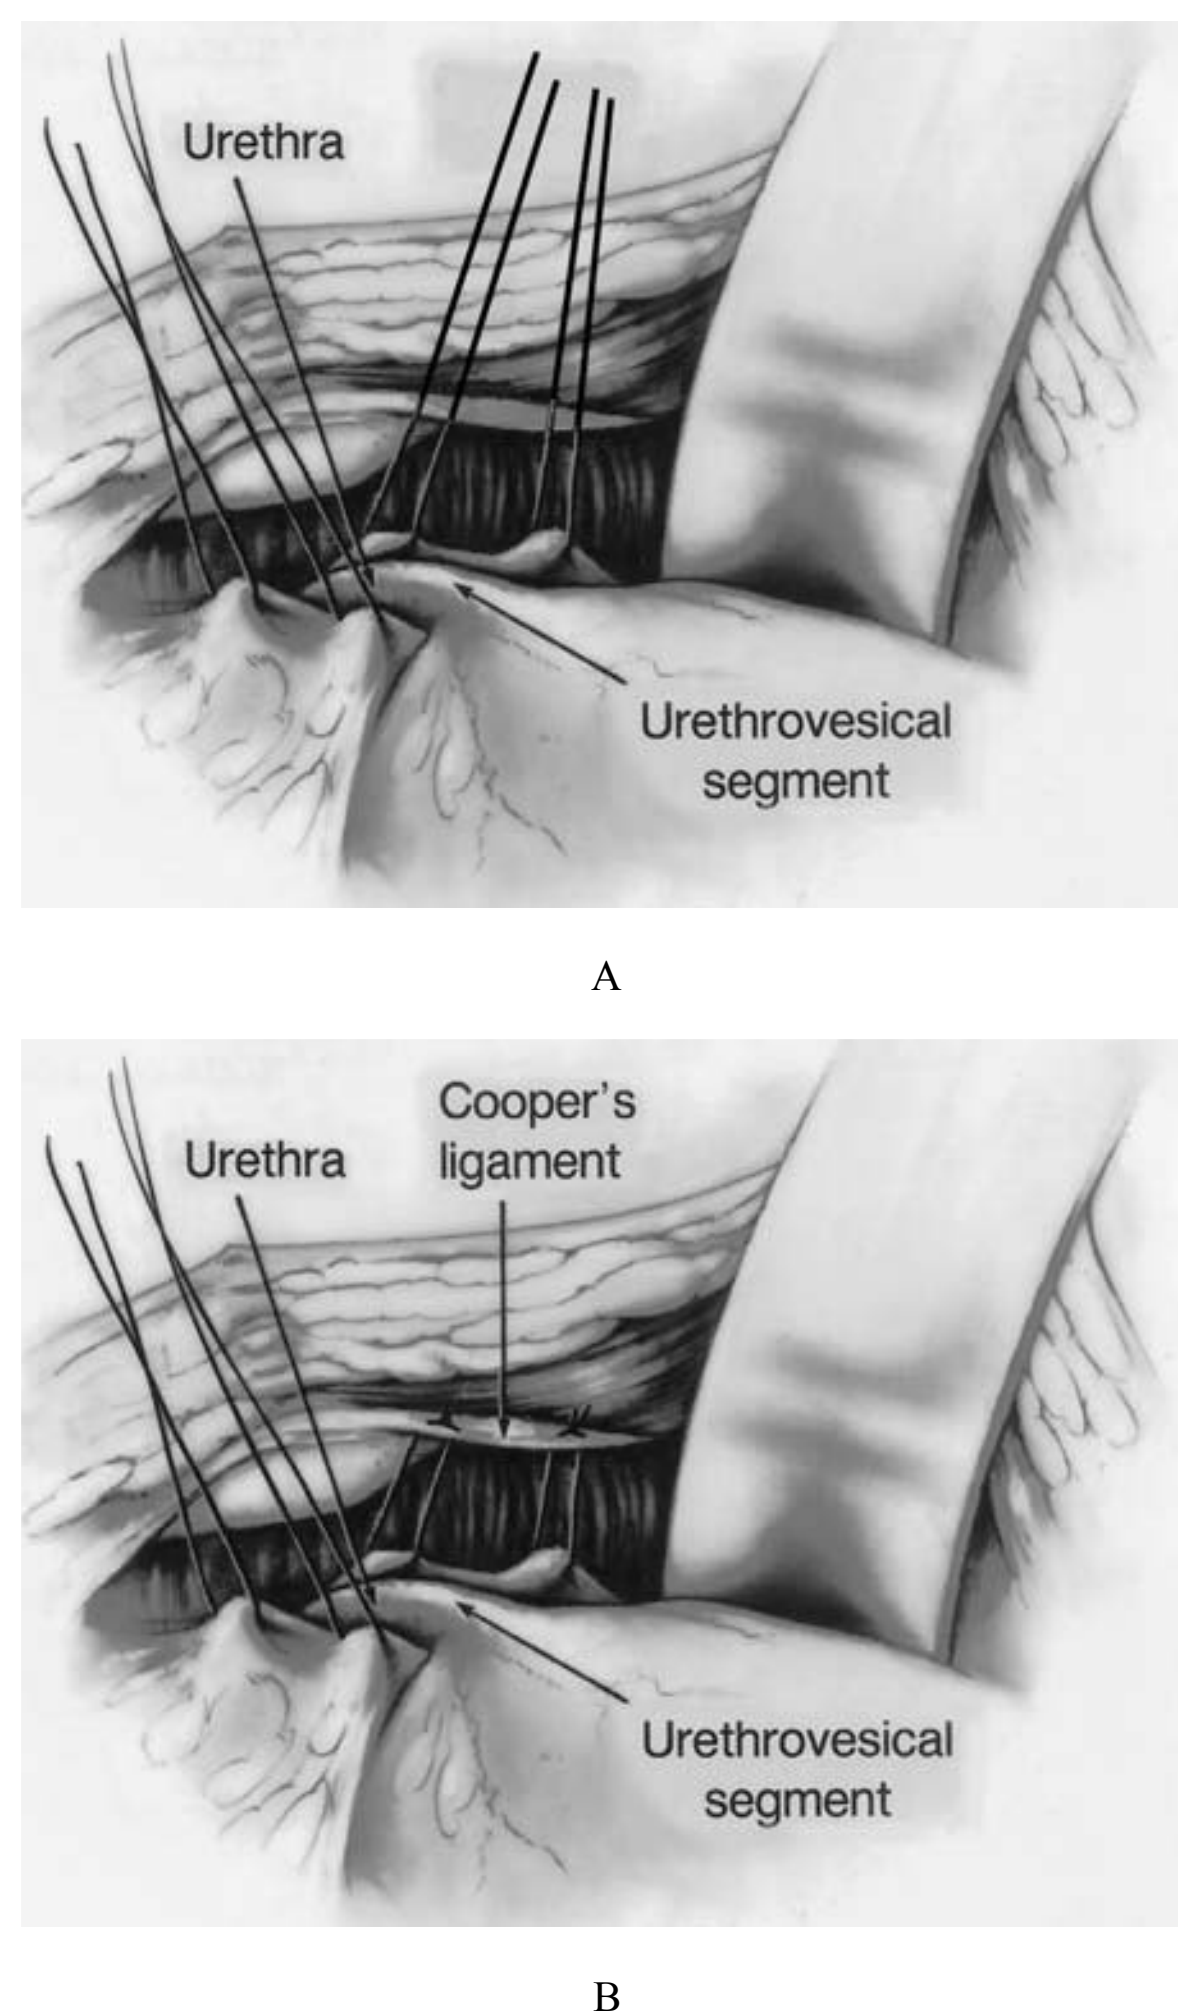 Urethra
Urethrovesical
segment
A
Cooper's
ligament
Urethra
Urethrovesical
segment
B